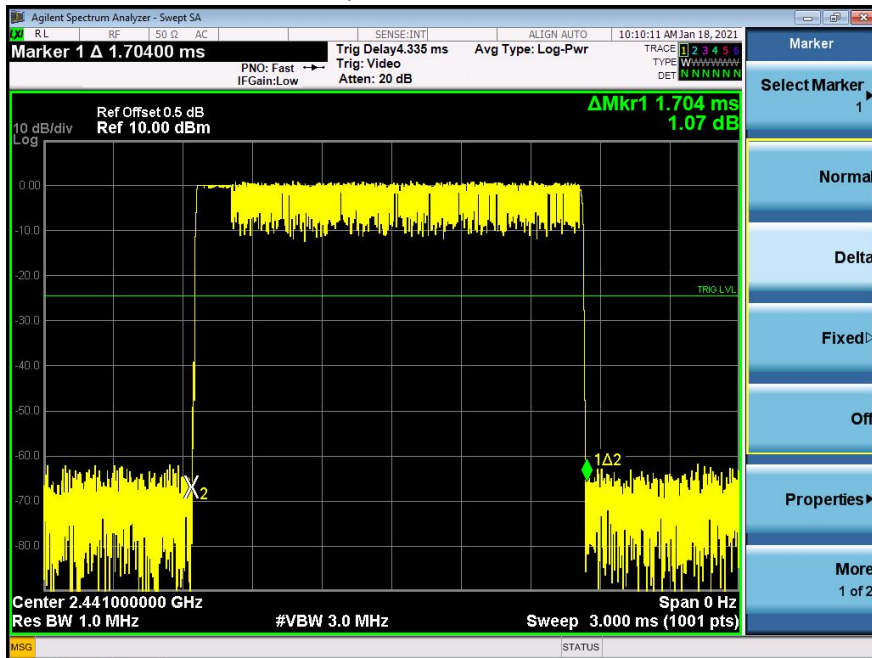 Agilent Spectrum Analyzer - Swept SA
LXI RL RF 50 Ω AC SENSE:INT ALIGN AUTO 10:10:11 AM Jan 18, 2021
Marker 1 Δ 1.70400 ms
PNO: Fast
IFGain:Low
Trig Delay4.335 ms
Trig: Video
Atten: 20 dB
Avg Type: Log-Pwr
TRACE 1 2 3 4 5 6
TYPE WWWWWW
DET N N N N N N
ΔMkr1 1.704 ms
1.07 dB
Ref Offset 0.5 dB
10 dB/div Ref 10.00 dBm
Log
0.00
-10.0
-20.0
TRIG LVL
-30.0
-40.0
-50.0
-60.0
1Δ2
X2
-70.0
-80.0
Center 2.441000000 GHz Span 0 Hz
Res BW 1.0 MHz #VBW 3.0 MHz Sweep 3.000 ms (1001 pts)
MSG STATUS
Marker
Select Marker
1
Normal
Delta
Fixed
Off
Properties
More
1 of 2